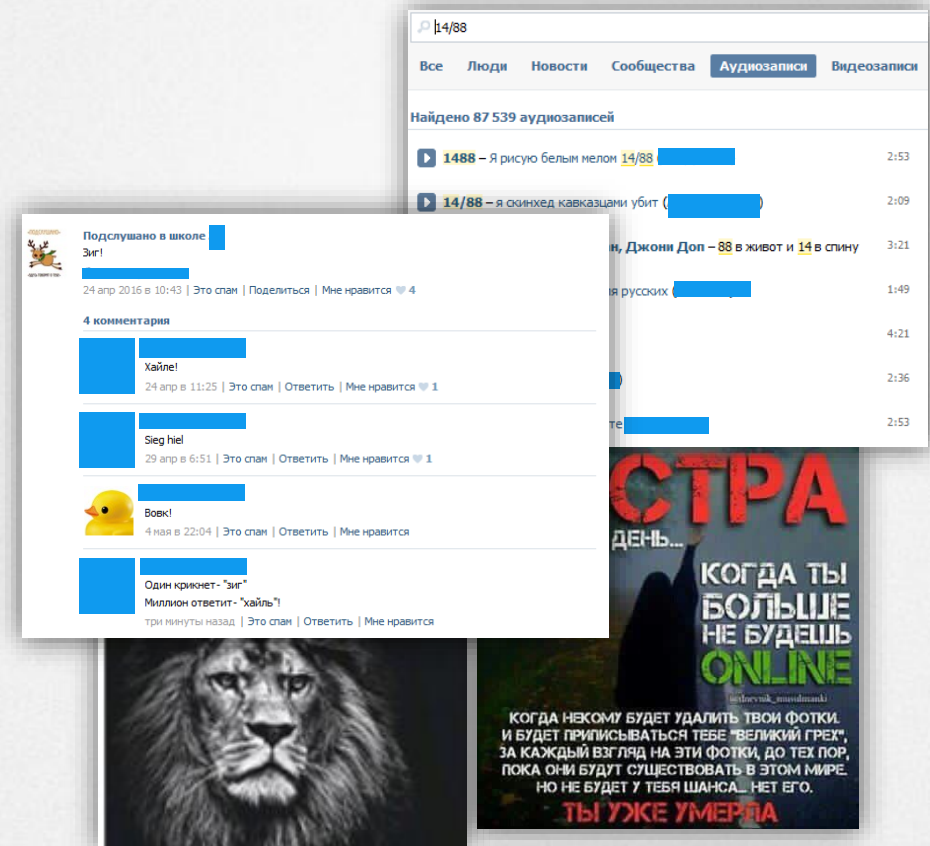 14/88
Все Люди Новости Сообщества Аудиозаписи Видеозаписи
Найдено 87 539 аудиозаписей
1488 – Я рисую белым мелом 14/88 2:53
14/88 – я скинхед кавказцами убит ( ) 2:09
н, Джони Доп – 88 в живот и 14 в спину 3:21
я русских ( 1:49
4:21
) 2:36
те 2:53
Подслушано в школе
Зиг!
24 апр 2016 в 10:43 | Это спам | Поделиться | Мне нравится 4
4 комментария
Хайле!
24 апр в 11:25 | Это спам | Ответить | Мне нравится 1
Sieg hiel
29 апр в 6:51 | Это спам | Ответить | Мне нравится 1
Вовк!
4 мая в 22:04 | Это спам | Ответить | Мне нравится
Один крикнет- "зиг"
Миллион ответит- "хайль"!
три минуты назад | Это спам | Ответить | Мне нравится
СТРА
ДЕНЬ...
КОГДА ТЫ
БОЛЬШЕ
НЕ БУДЕШЬ
ONLINE
@dnevnik_musulmanki
КОГДА НЕКОМУ БУДЕТ УДАЛИТЬ ТВОИ ФОТКИ.
И БУДЕТ ПРИПИСЫВАТЬСЯ ТЕБЕ "ВЕЛИКИЙ ГРЕХ",
ЗА КАЖДЫЙ ВЗГЛЯД НА ЭТИ ФОТКИ, ДО ТЕХ ПОР,
ПОКА ОНИ БУДУТ СУЩЕСТВОВАТЬ В ЭТОМ МИРЕ.
НО НЕ БУДЕТ У ТЕБЯ ШАНСА... НЕТ ЕГО.
ТЫ УЖЕ УМЕРЛА